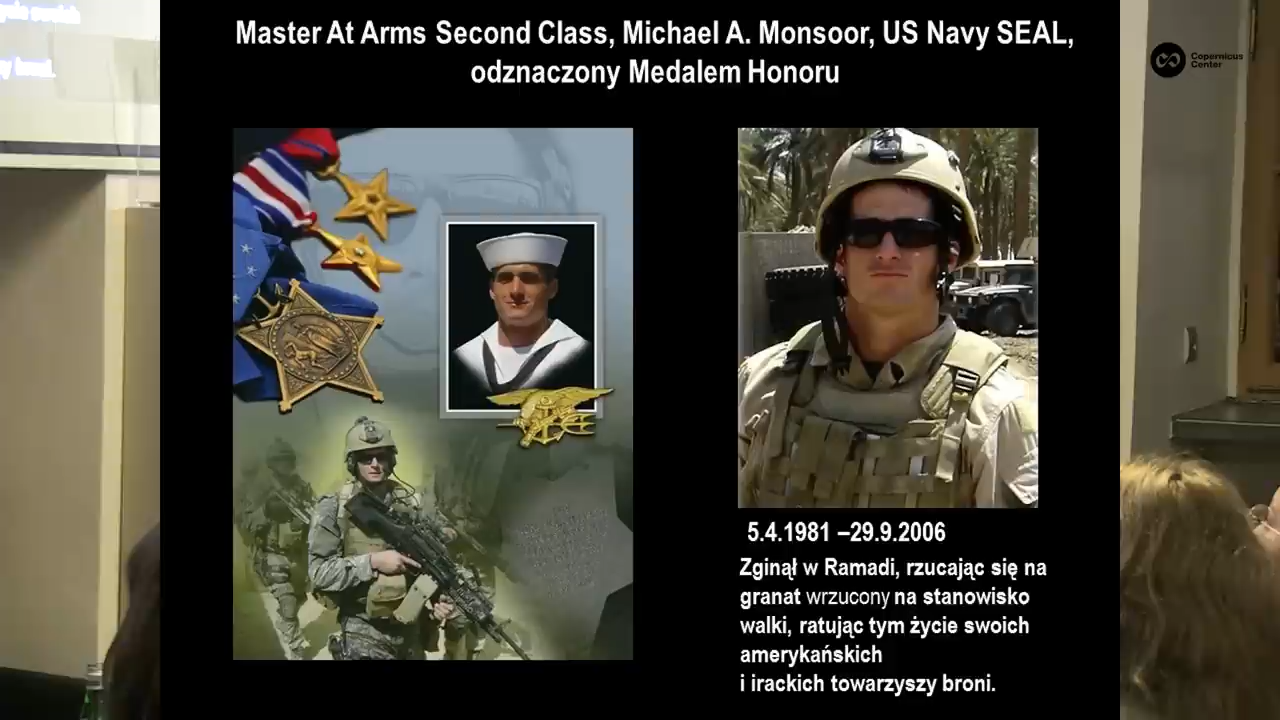 Master At Arms Second Class, Michael A. Monsoor, US Navy SEAL,
odznaczony Medalem Honoru
Copernicus
Center
5.4.1981 –29.9.2006
Zginął w Ramadi, rzucając się na
granat wrzucony na stanowisko
walki, ratując tym życie swoich
amerykańskich
i irackich towarzyszy broni.